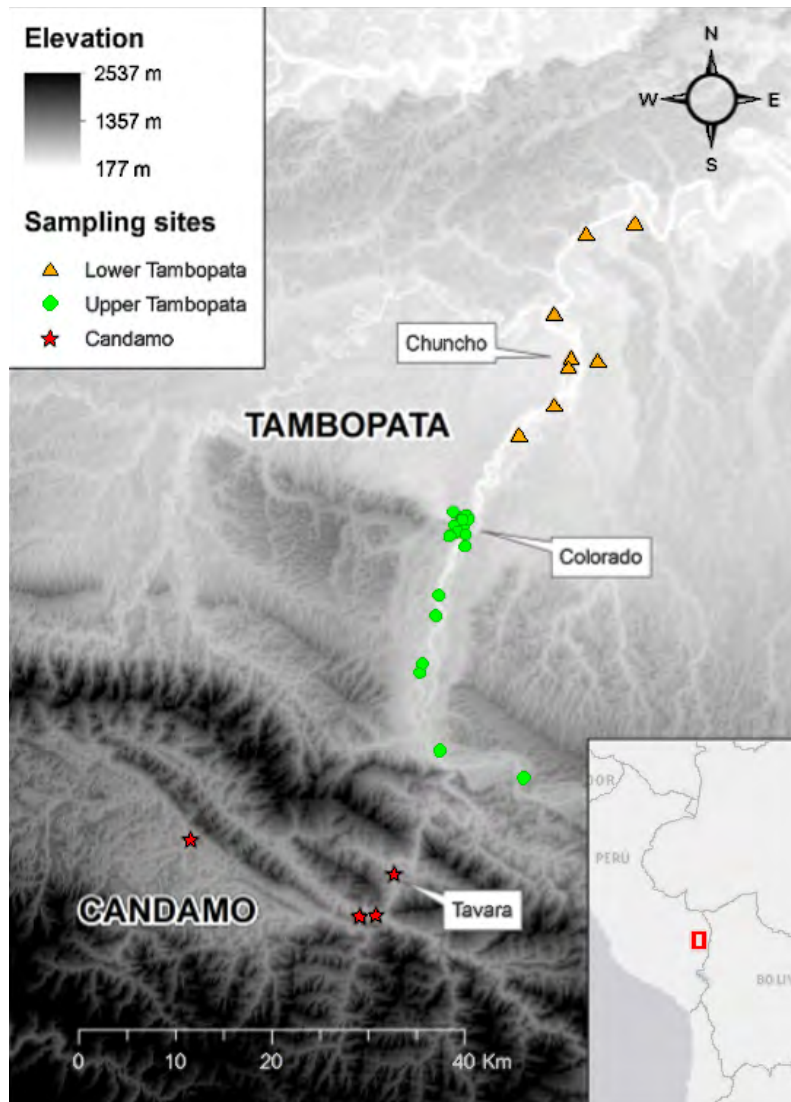 Elevation
2537 m
1357 m
177 m
Sampling sites
Lower Tambopata
Upper Tambopata
Candamo
N
W E
S
Chuncho
TAMBOPATA
Colorado
CANDAMO
Tavara
0 10 20 40 Km
DOR
PERÚ
BOLIV